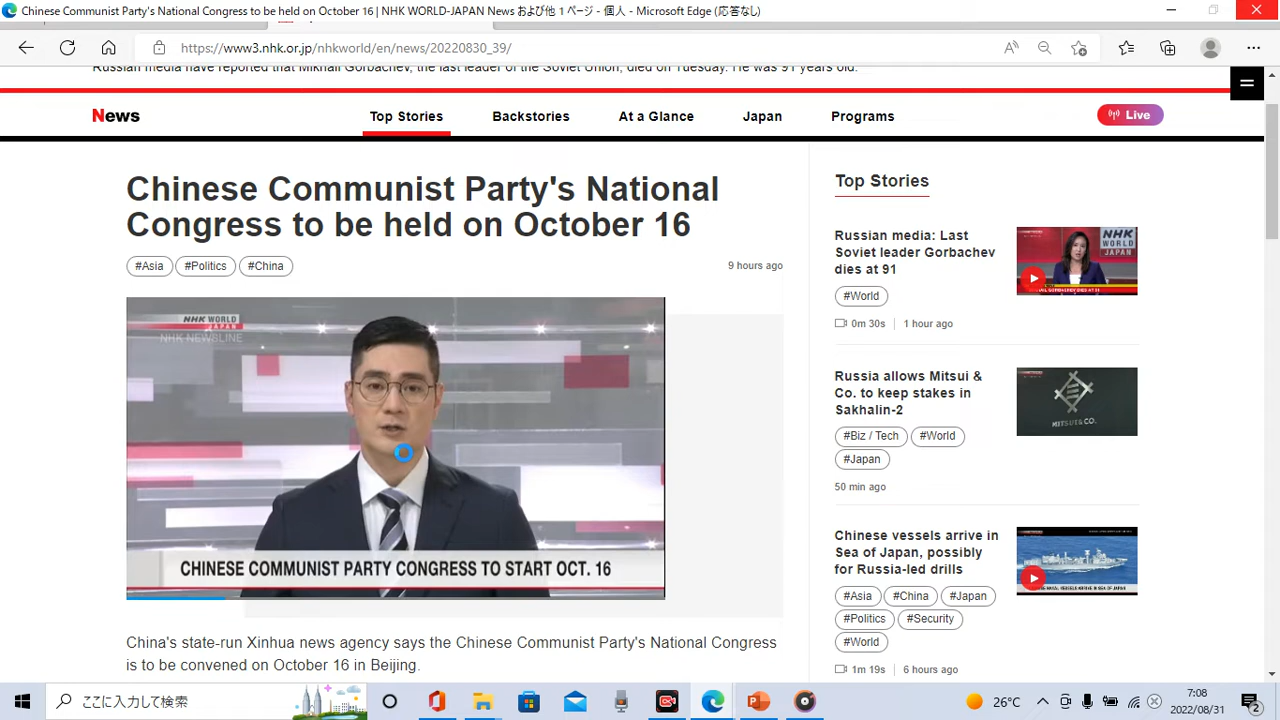 Chinese Communist Party's National Congress to be held on October 16 | NHK WORLD-JAPAN News および他 1 ページ - 個人 - Microsoft Edge (応答なし)
https://www3.nhk.or.jp/nhkworld/en/news/20220830_39/
Russian media have reported that Mikhail Gorbachev, the last leader of the Soviet Union, died on Tuesday. He was 91 years old.
News
Top Stories
Backstories
At a Glance
Japan
Programs
Live
Chinese Communist Party's National
Congress to be held on October 16
#Asia #Politics #China
9 hours ago
NHK WORLD
JAPAN
NHK NEWSLINE
CHINESE COMMUNIST PARTY CONGRESS TO START OCT. 16
China's state-run Xinhua news agency says the Chinese Communist Party's National Congress
is to be convened on October 16 in Beijing.
Top Stories
Russian media: Last
Soviet leader Gorbachev
dies at 91
#World
0m 30s | 1 hour ago
NHK
WORLD
JAPAN
Russia allows Mitsui &
Co. to keep stakes in
Sakhalin-2
#Biz / Tech #World
#Japan
50 min ago
MITSUI & CO.
Chinese vessels arrive in
Sea of Japan, possibly
for Russia-led drills
#Asia #China #Japan
#Politics #Security
#World
1m 19s | 6 hours ago
ここに入力して検索
26°C
7:08
2022/08/31
2